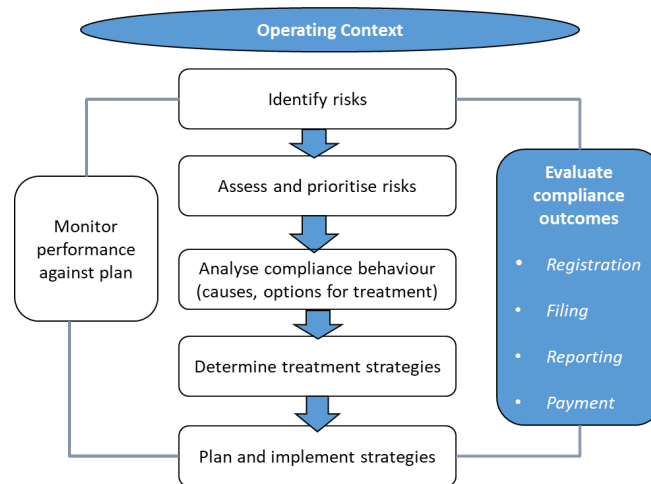 Operating Context
Identify risks
Assess and prioritise risks
Analyse compliance behaviour
(causes, options for treatment)
Determine treatment strategies
Plan and implement strategies
Monitor
performance
against plan
Evaluate
compliance
outcomes
• Registration
• Filing
• Reporting
• Payment